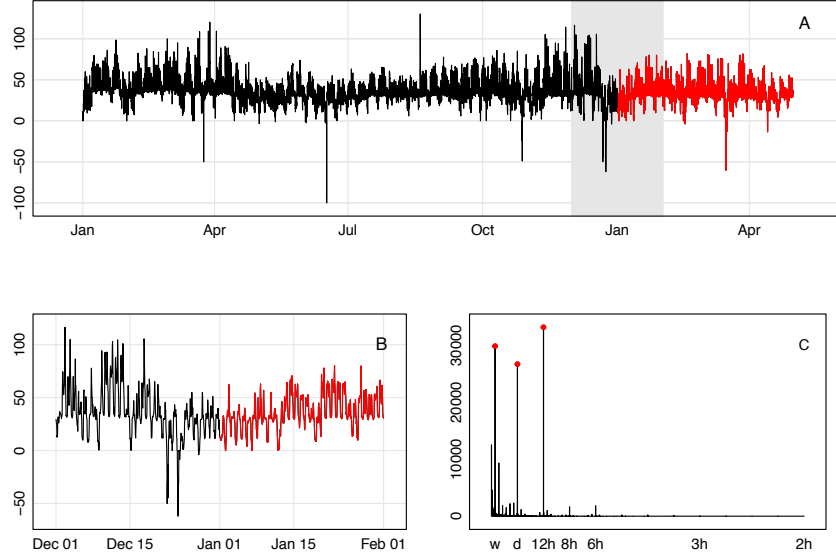 A
100
50
0
−50
−100
Jan Apr Jul Oct Jan Apr
B
100
50
0
−50
Dec 01 Dec 15 Jan 01 Jan 15 Feb 01
C
30000
20000
10000
0
w d 12h 8h 6h 3h 2h